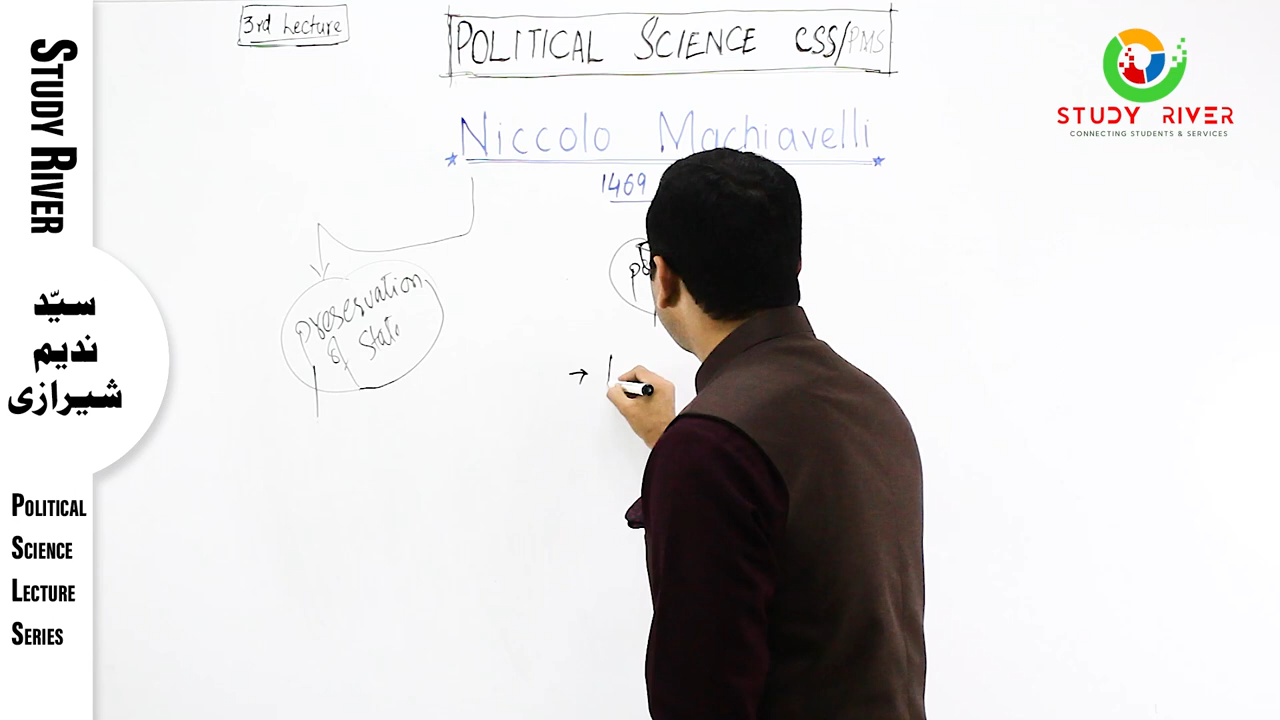 3rd Lecture
POLITICAL SCIENCE CSS/PMS
STUDY RIVER
CONNECTING STUDENTS & SERVICES
STUDY RIVER
Niccolo Machiavelli
1469
preservation
of State
سیّد
ندیم
شیرازی
POLITICAL
SCIENCE
LECTURE
SERIES